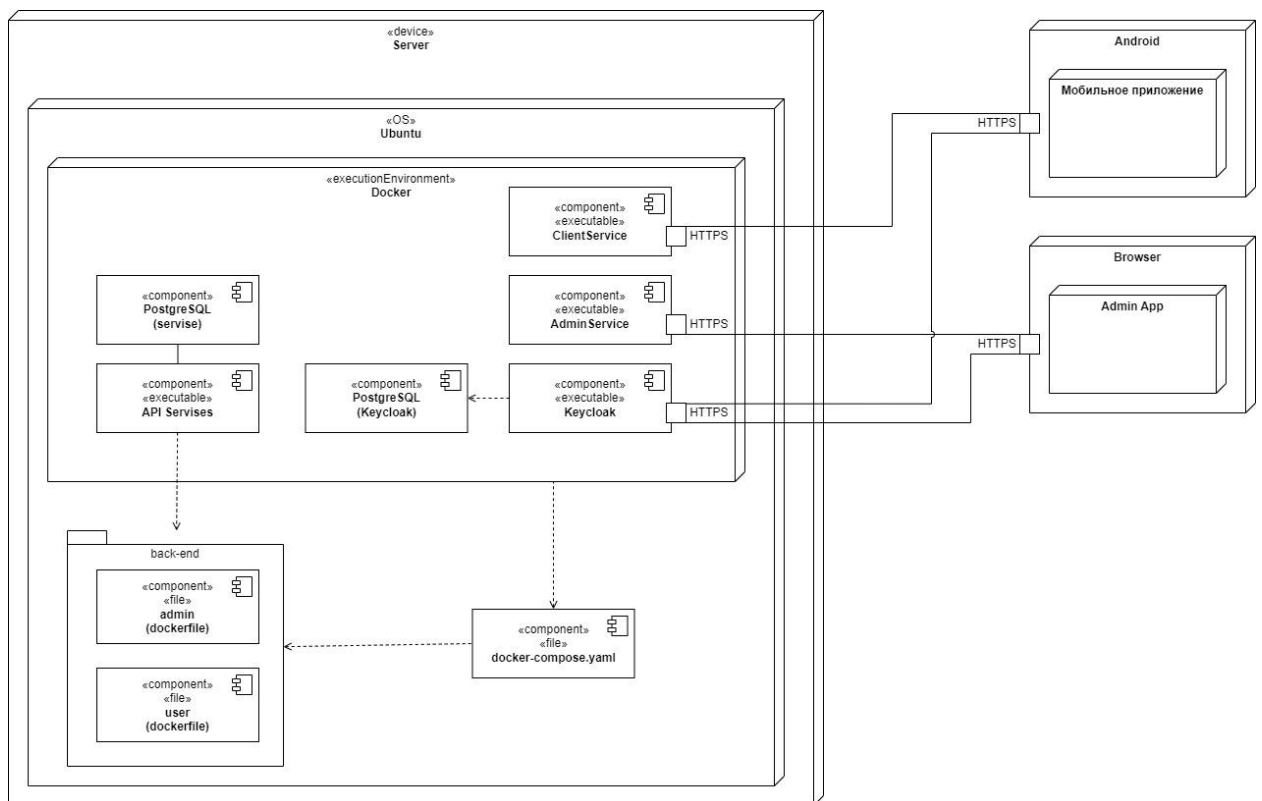 «device»
Server
«OS»
Ubuntu
«executionEnvironment»
Docker
«component»
«executable»
ClientService
HTTPS
«component»
PostgreSQL
(servise)
«component»
«executable»
AdminService
HTTPS
«component»
«executable»
API Servises
«component»
PostgreSQL
(Keycloak)
«component»
«executable»
Keycloak
HTTPS
back-end
«component»
«file»
admin
(dockerfile)
«component»
«file»
user
(dockerfile)
«component»
«file»
docker-compose.yaml
Android
Мобильное приложение
HTTPS
Browser
Admin App
HTTPS